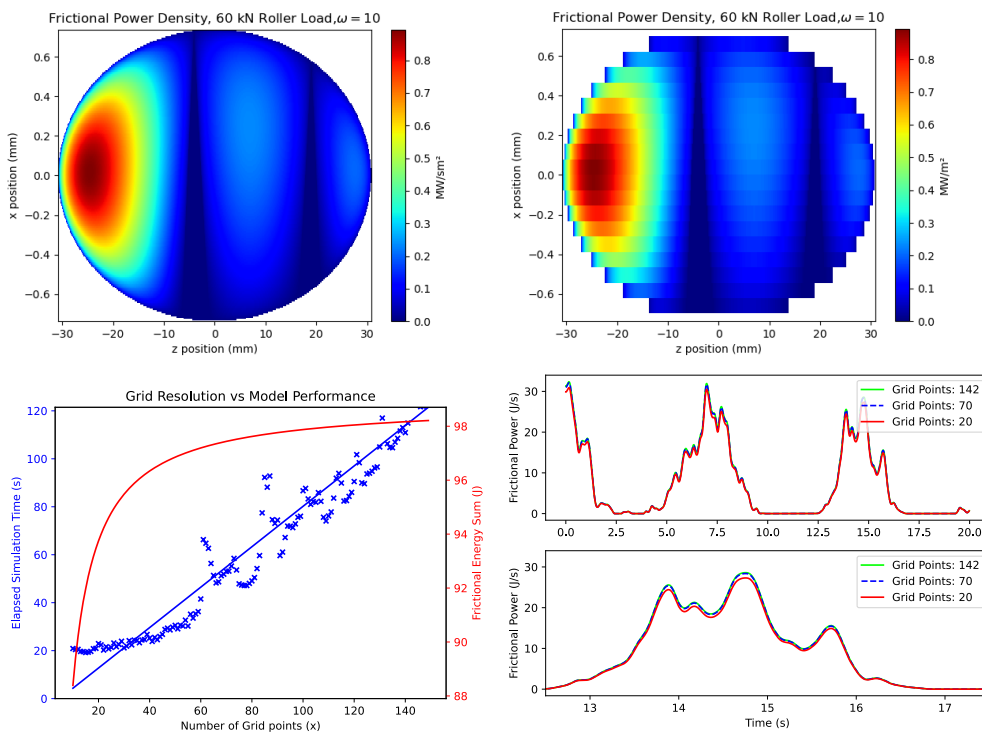 Frictional Power Density, 60 kN Roller Load,ω = 10
0.6
0.4
0.2
0.0
−0.2
−0.4
−0.6
x position (mm)
−30 −20 −10 0 10 20 30
z position (mm)
0.8
0.7
0.6
0.5
0.4
0.3
0.2
0.1
0.0
MW/sm²
Frictional Power Density, 60 kN Roller Load,ω = 10
0.6
0.4
0.2
0.0
−0.2
−0.4
−0.6
x position (mm)
−30 −20 −10 0 10 20 30
z position (mm)
0.8
0.7
0.6
0.5
0.4
0.3
0.2
0.1
0.0
MW/m²
Grid Resolution vs Model Performance
120
100
80
60
40
20
0
Elapsed Simulation Time (s)
20 40 60 80 100 120 140
Number of Grid points (x)
98
96
94
92
90
88
Frictional Energy Sum (J)
30
20
10
0
Frictional Power (J/s)
Grid Points: 142
Grid Points: 70
Grid Points: 20
0.0 2.5 5.0 7.5 10.0 12.5 15.0 17.5 20.0
30
20
10
0
Frictional Power (J/s)
Grid Points: 142
Grid Points: 70
Grid Points: 20
13 14 15 16 17
Time (s)